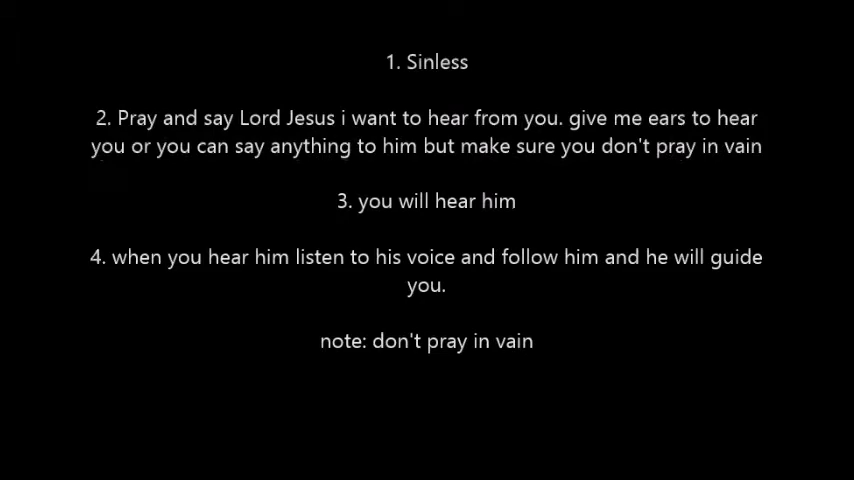 1. Sinless
2. Pray and say Lord Jesus i want to hear from you. give me ears to hear
you or you can say anything to him but make sure you don't pray in vain
3. you will hear him
4. when you hear him listen to his voice and follow him and he will guide
you.
note: don't pray in vain